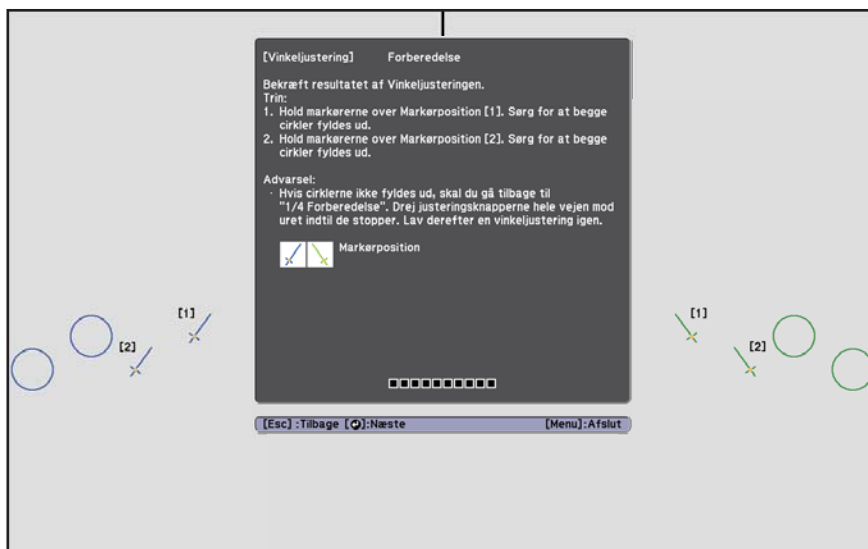 [Vinkeljustering] Forberedelse
Bekræft resultatet af Vinkeljusteringen.
Trin:
1. Hold markørerne over Markørposition [1]. Sørg for at begge
cirkler fyldes ud.
2. Hold markørerne over Markørposition [2]. Sørg for at begge
cirkler fyldes ud.
Advarsel:
· Hvis cirklerne ikke fyldes ud, skal du gå tilbage til
"1/4 Forberedelse". Drej justeringsknapperne hele vejen mod
uret indtil de stopper. Lav derefter en vinkeljustering igen.
Markørposition
[1]
[2]
[1]
[2]
[Esc] :Tilbage [⏎]:Næste [Menu]:Afslut